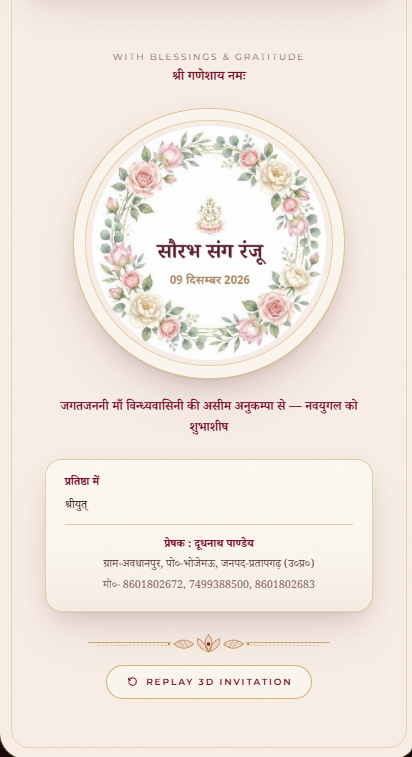 WITH BLESSINGS & GRATITUDE
श्री गणेशाय नमः
सौरभ संग रंजू
09 दिसम्बर 2026
जगतजननी माँ विन्ध्यवासिनी की असीम अनुकम्पा से — नवयुगल को
शुभाशीष
प्रतिष्ठा में
श्रीयुत्
प्रेषक : दूधनाथ पाण्डेय
ग्राम-अवधानपुर, पो०-भोजेमऊ, जनपद-प्रतापगढ़ (उ०प्र०)
मो०- 8601802672, 7499388500, 8601802683
REPLAY 3D INVITATION